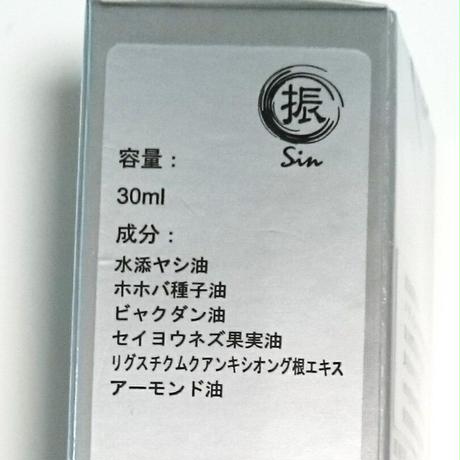 振
Sin
容量：
30ml
成分：
水添ヤシ油
ホホバ種子油
ビャクダン油
セイヨウネズ果実油
リグスチクムクアンキシオング根エキス
アーモンド油